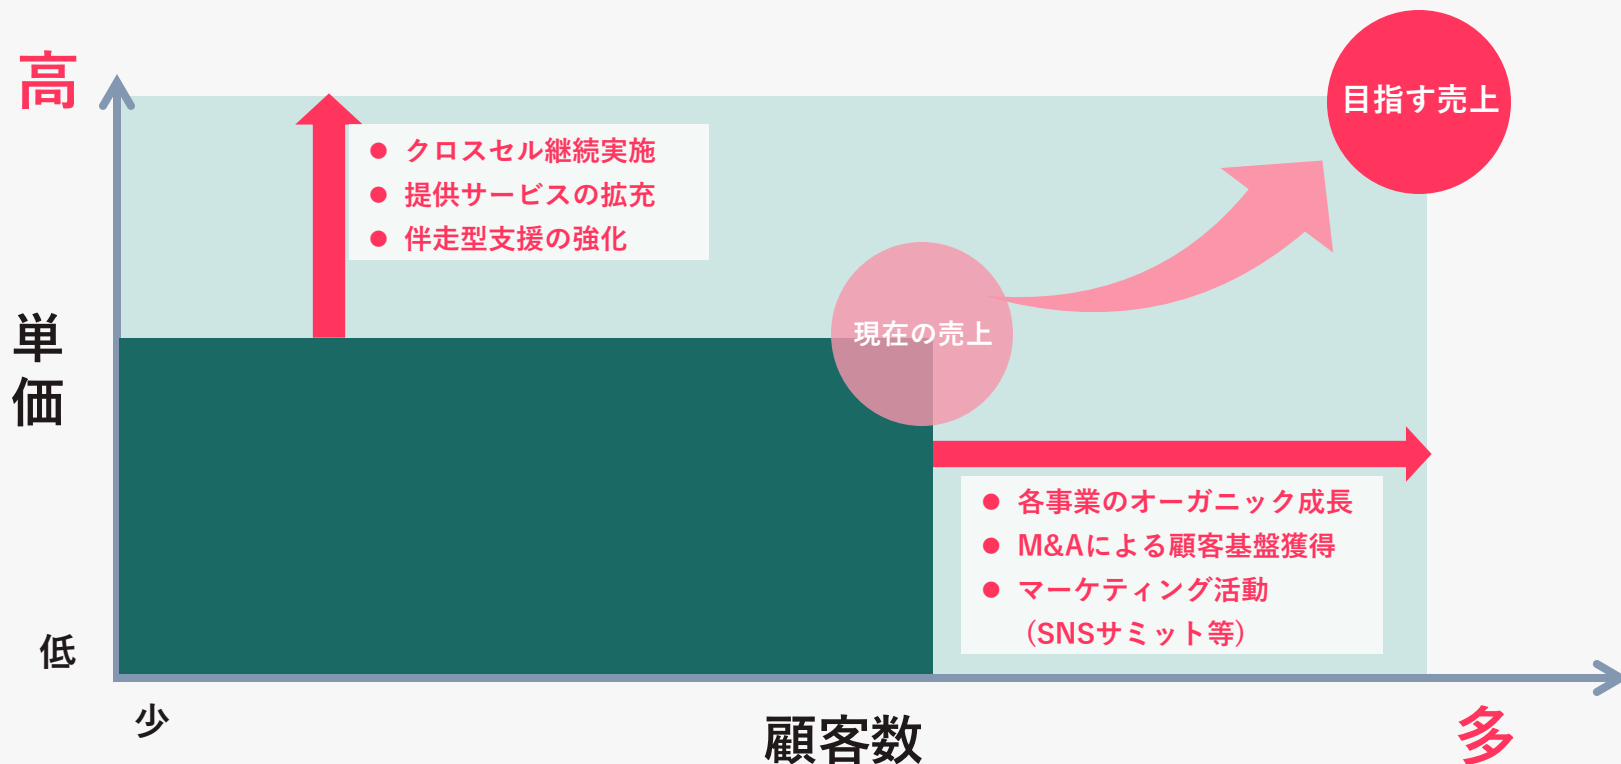 高
目指す売上
● クロスセル継続実施
● 提供サービスの拡充
● 伴走型支援の強化
単価
現在の売上
● 各事業のオーガニック成長
● M&Aによる顧客基盤獲得
● マーケティング活動
（SNSサミット等）
低
少
顧客数
多